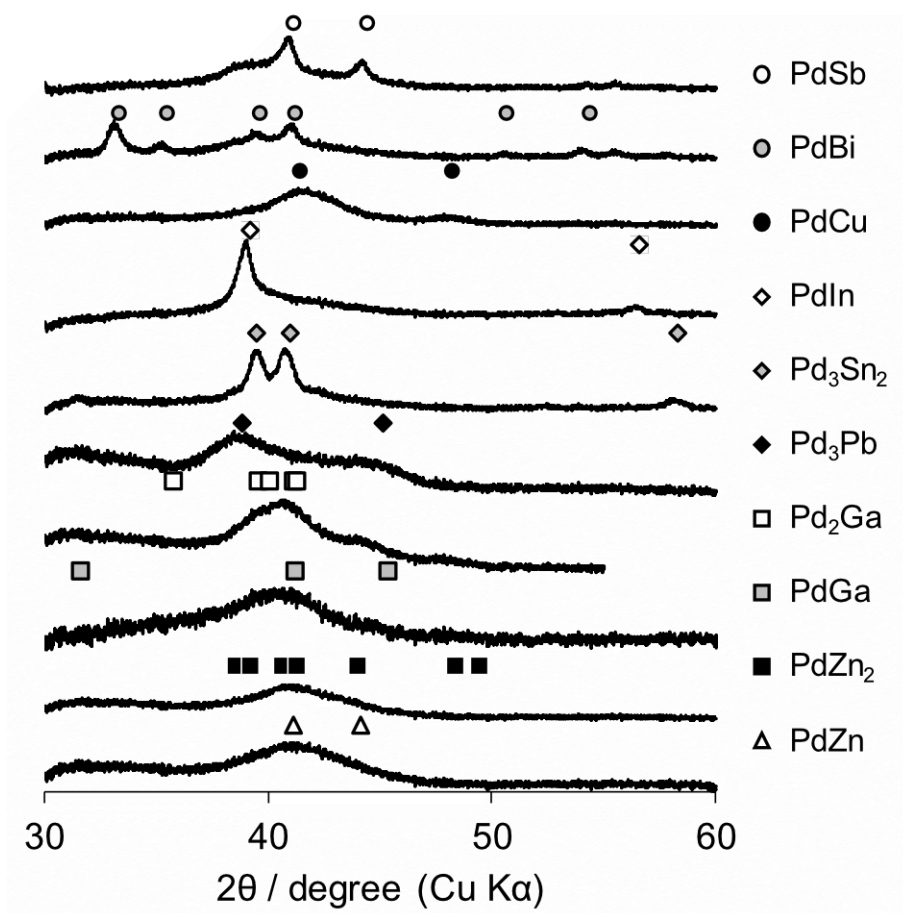 PdSb
PdBi
PdCu
PdIn
Pd₃Sn₂
Pd₃Pb
Pd₂Ga
PdGa
PdZn₂
PdZn
30 40 50 60
2θ / degree (Cu Kα)